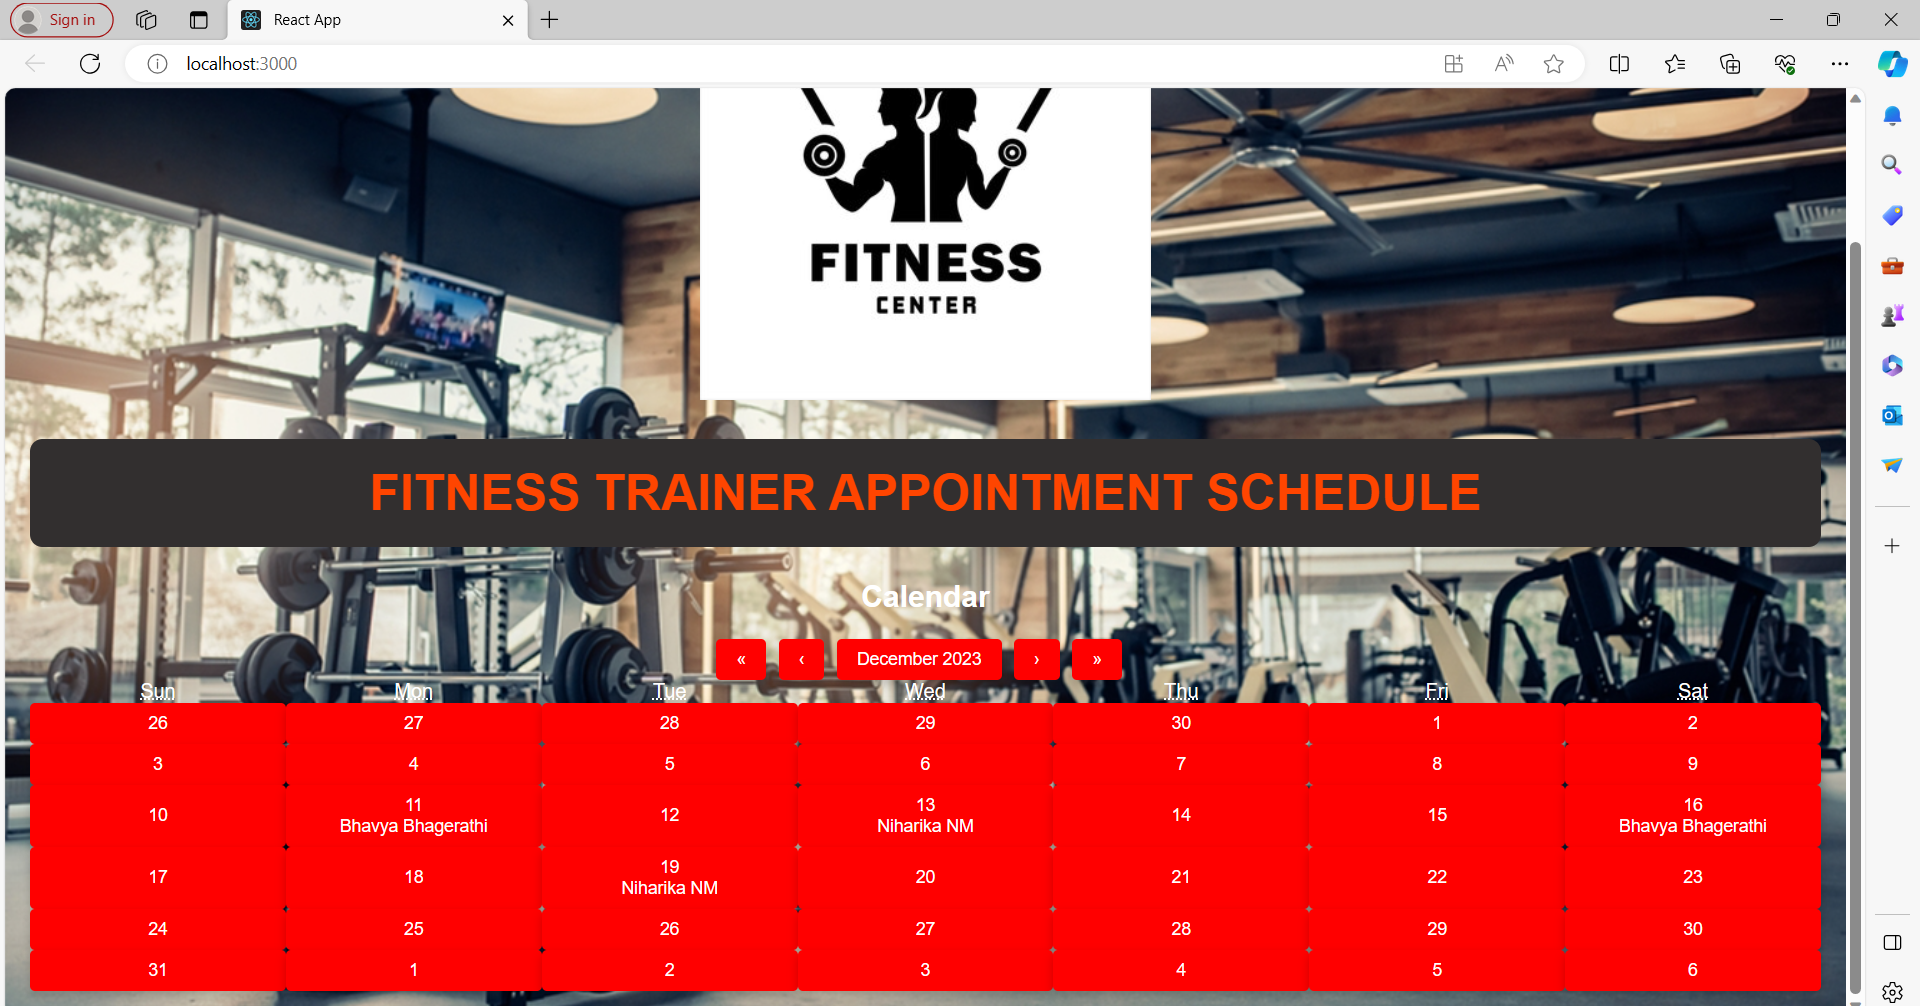 Sign in
React App
localhost:3000
FITNESS
CENTER
FITNESS TRAINER APPOINTMENT SCHEDULE
Calendar
« ‹ December 2023 › »
Sun Mon Tue Wed Thu Fri Sat
26 27 28 29 30 1 2
3 4 5 6 7 8 9
10 11 12 13 14 15 16
Bhavya Bhagerathi Niharika NM Bhavya Bhagerathi
17 18 19 20 21 22 23
Niharika NM
24 25 26 27 28 29 30
31 1 2 3 4 5 6